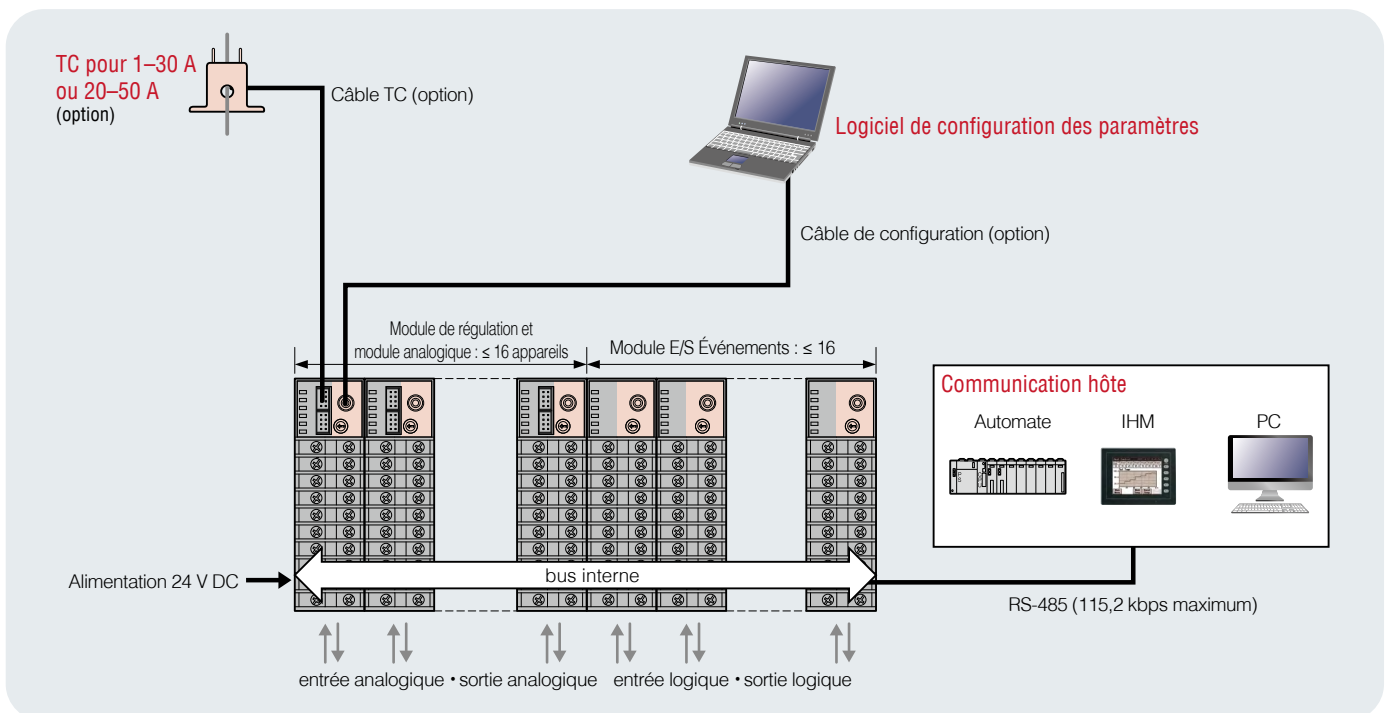 TC pour 1–30 A
ou 20–50 A
(option)
Câble TC (option)
Logiciel de configuration des paramètres
Câble de configuration (option)
Module de régulation et
module analogique : ≤ 16 appareils
Module E/S Événements : ≤ 16
Communication hôte
Automate
IHM
PC
Alimentation 24 V DC
bus interne
RS-485 (115,2 kbps maximum)
entrée analogique • sortie analogique
entrée logique • sortie logique